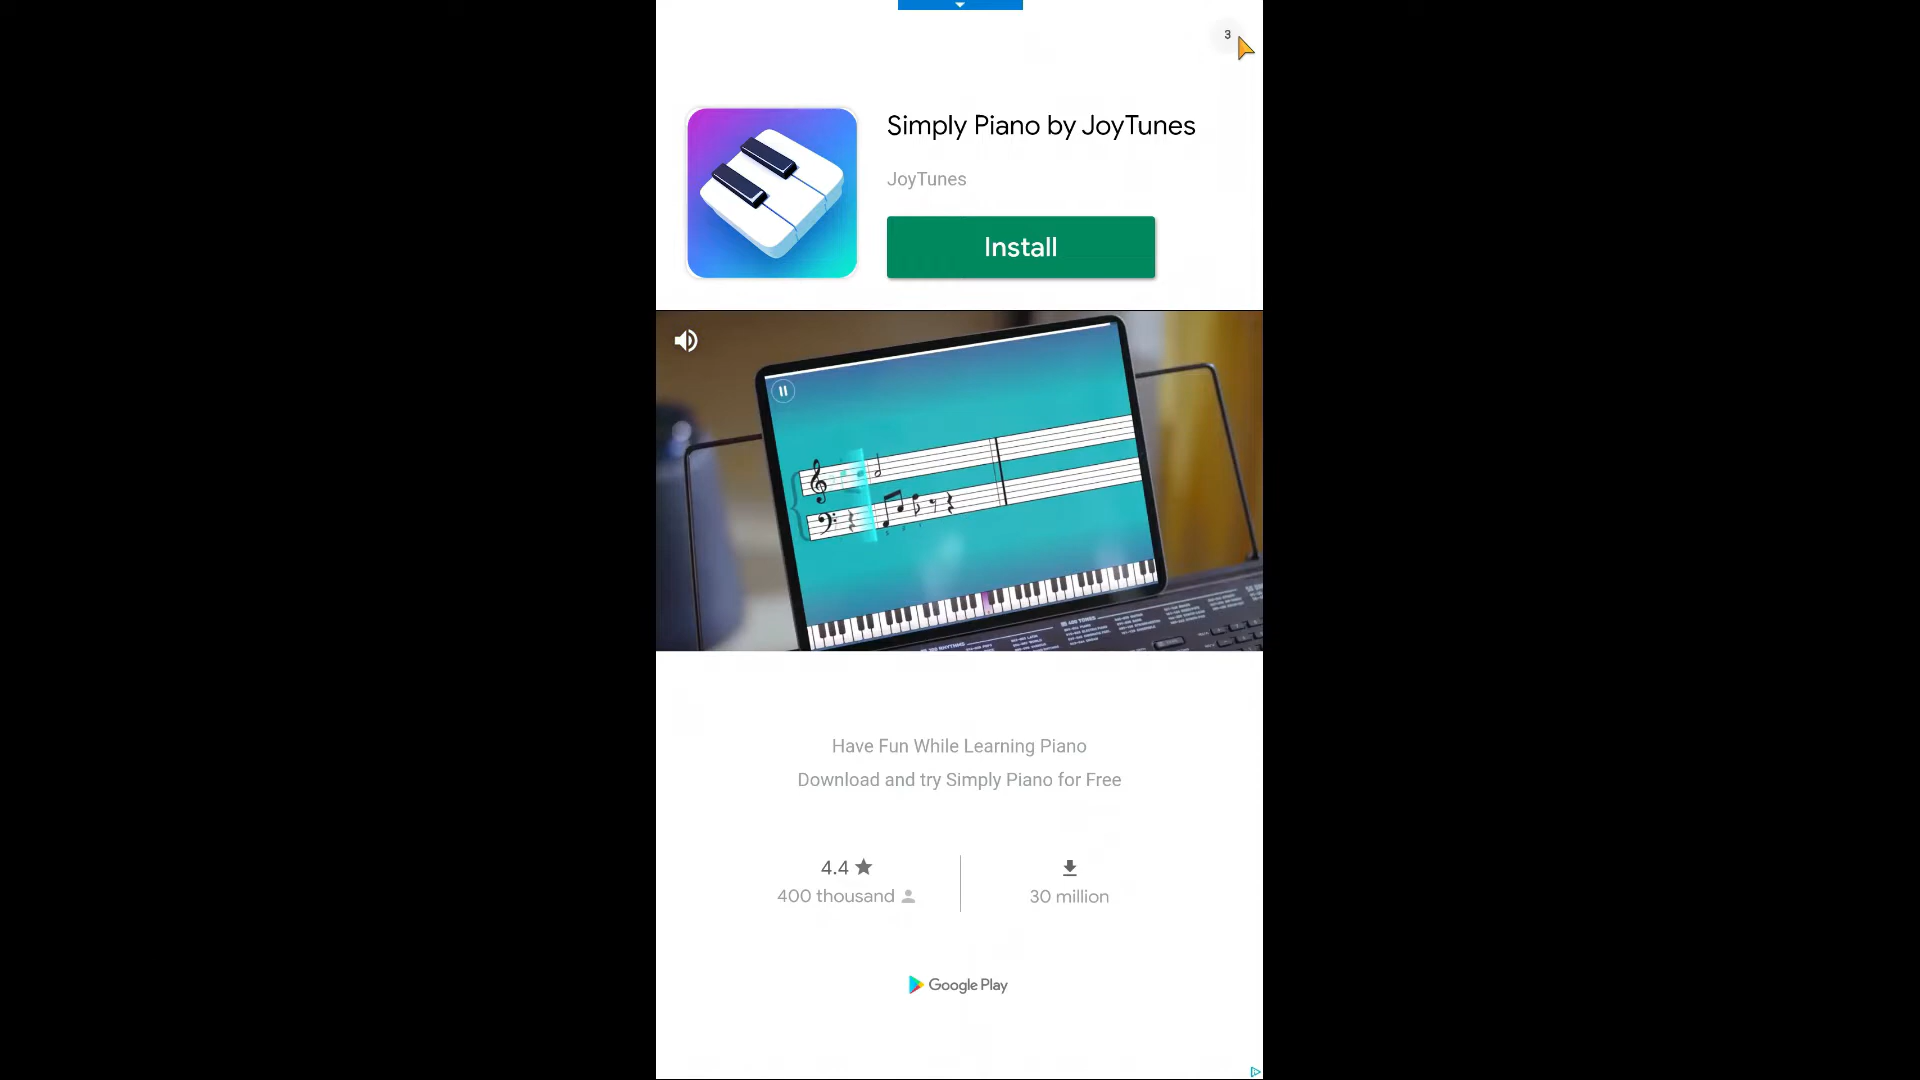 3
Simply Piano by JoyTunes
JoyTunes
Install
Have Fun While Learning Piano
Download and try Simply Piano for Free
4.4
400 thousand
30 million
Google Play